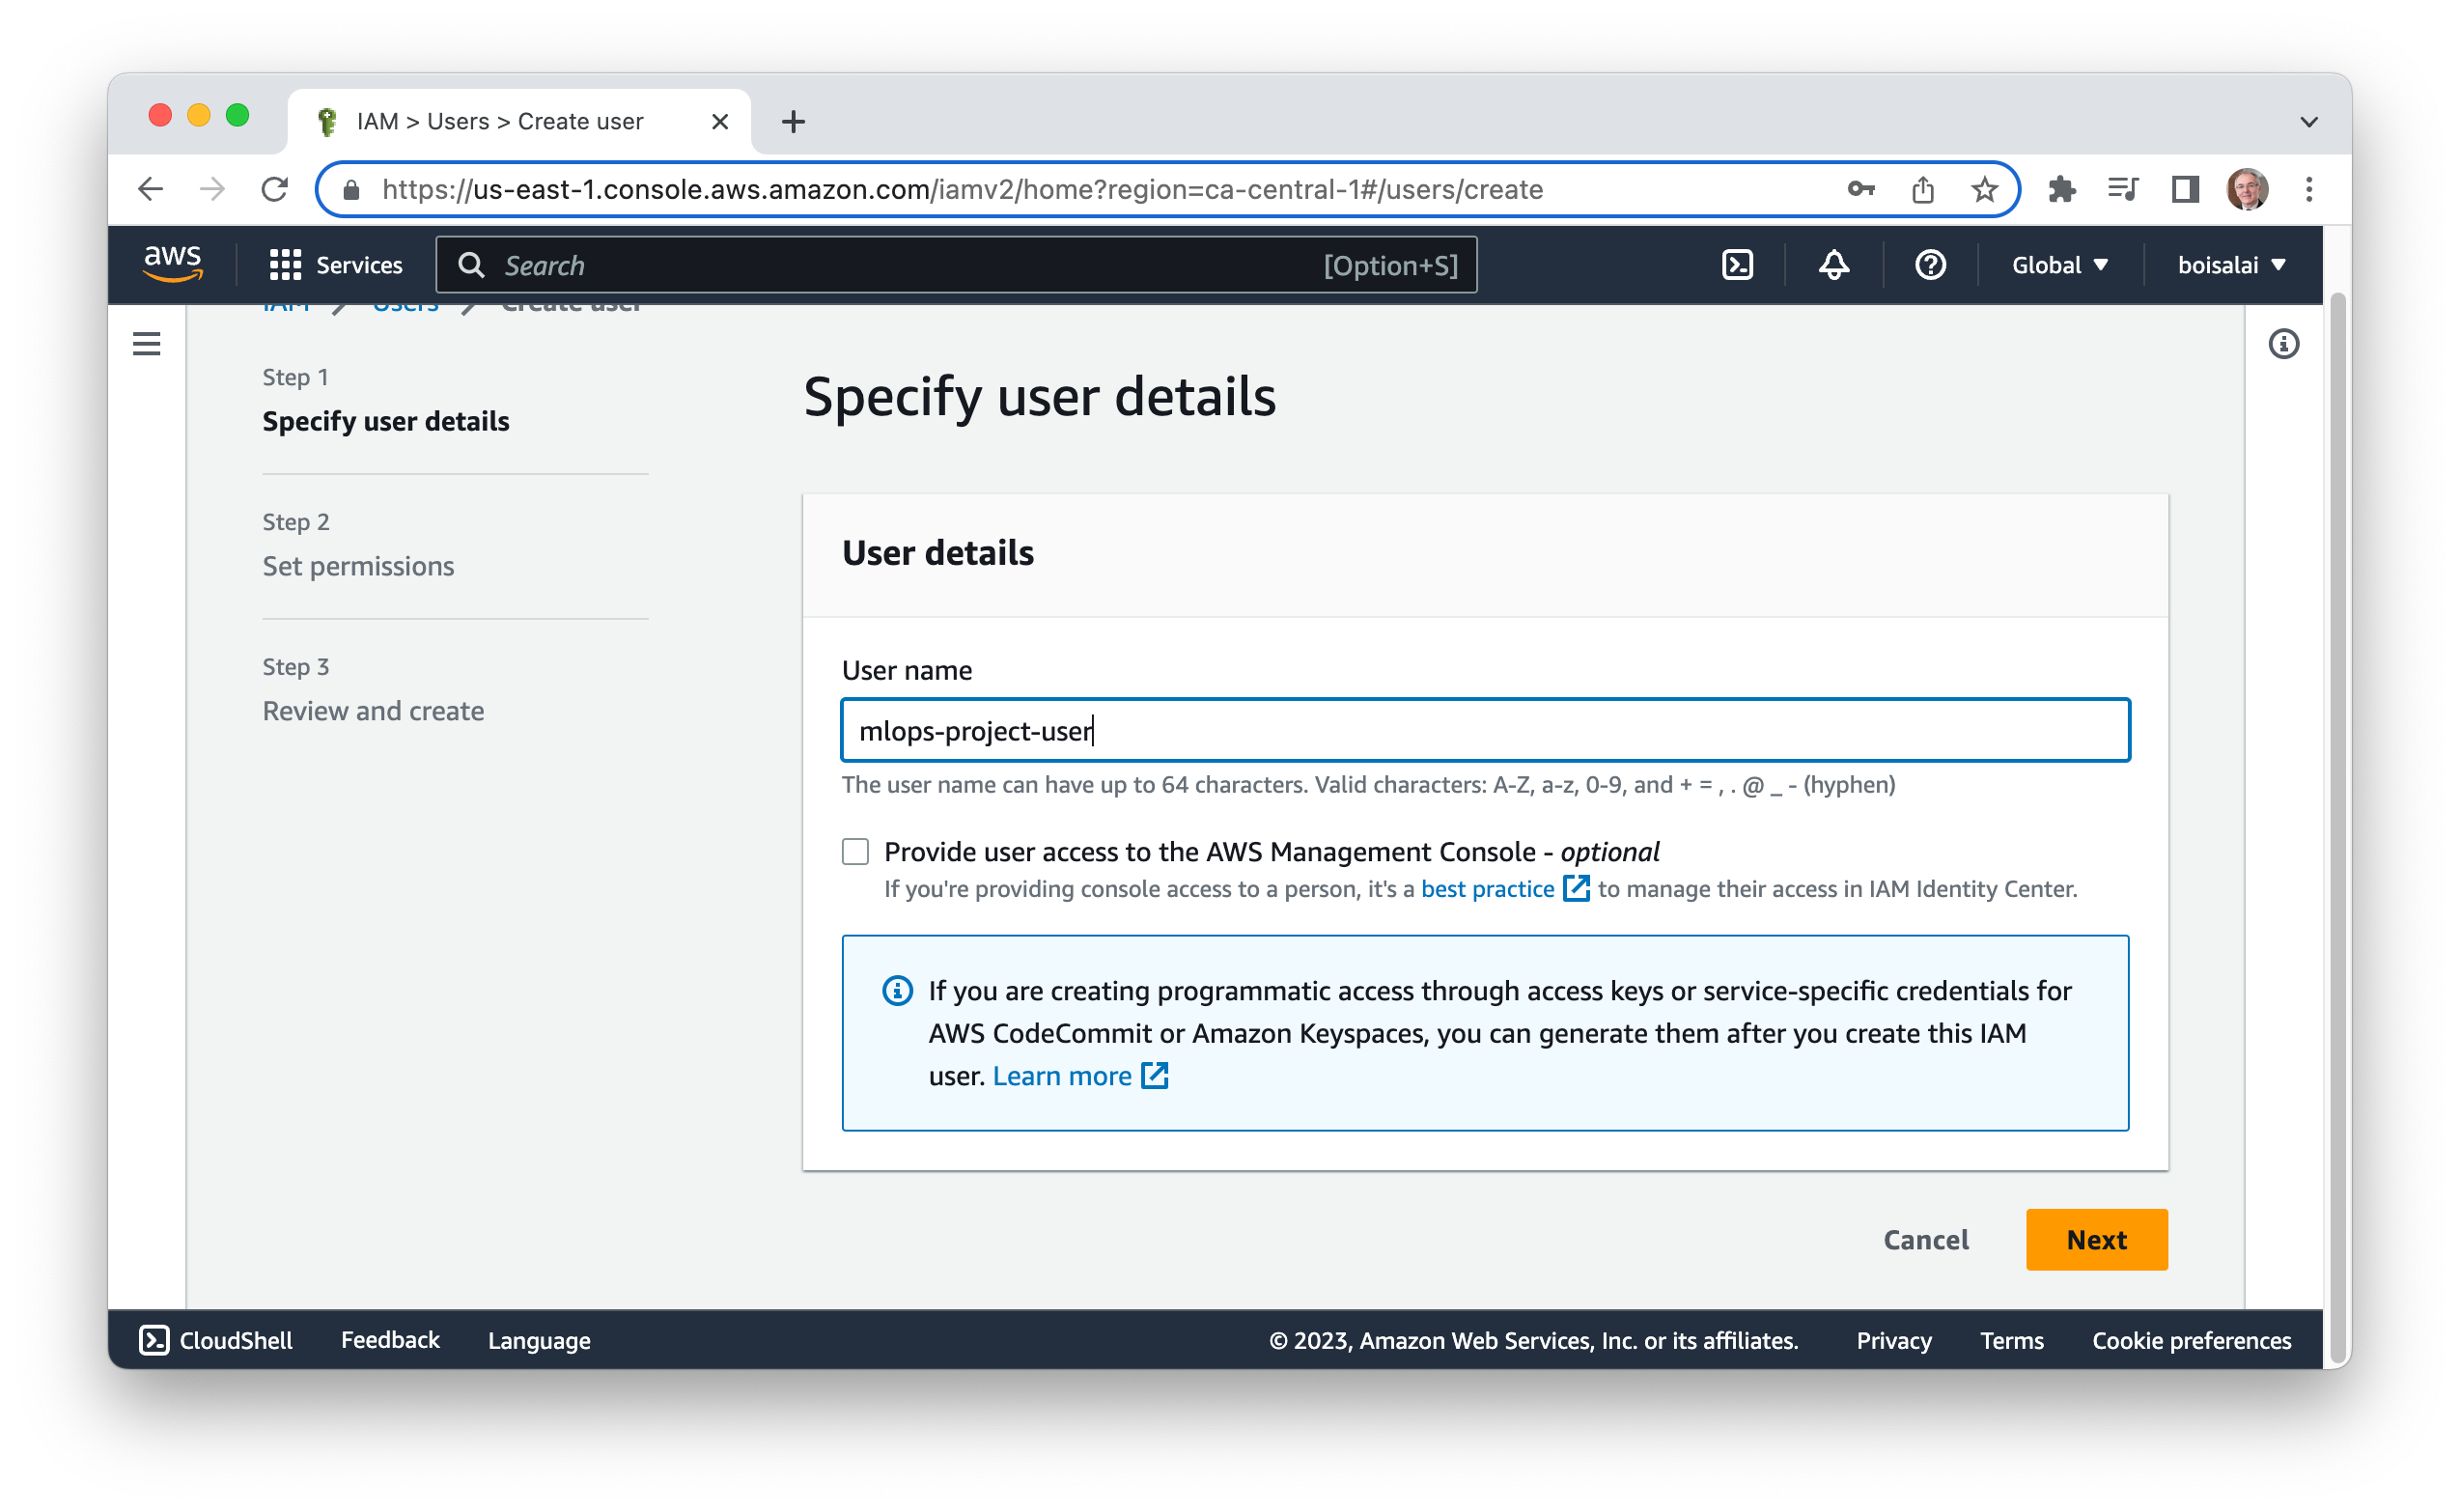 IAM > Users > Create user
https://us-east-1.console.aws.amazon.com/iamv2/home?region=ca-central-1#/users/create
aws Services Search [Option+S] Global boisalai
IAM Users Create user
Step 1
Specify user details
Step 2
Set permissions
Step 3
Review and create
Specify user details
User details
User name
mlops-project-user
The user name can have up to 64 characters. Valid characters: A-Z, a-z, 0-9, and + = , . @ _ - (hyphen)
Provide user access to the AWS Management Console - optional
If you're providing console access to a person, it's a best practice to manage their access in IAM Identity Center.
If you are creating programmatic access through access keys or service-specific credentials for
AWS CodeCommit or Amazon Keyspaces, you can generate them after you create this IAM
user. Learn more
Cancel Next
CloudShell Feedback Language © 2023, Amazon Web Services, Inc. or its affiliates. Privacy Terms Cookie preferences